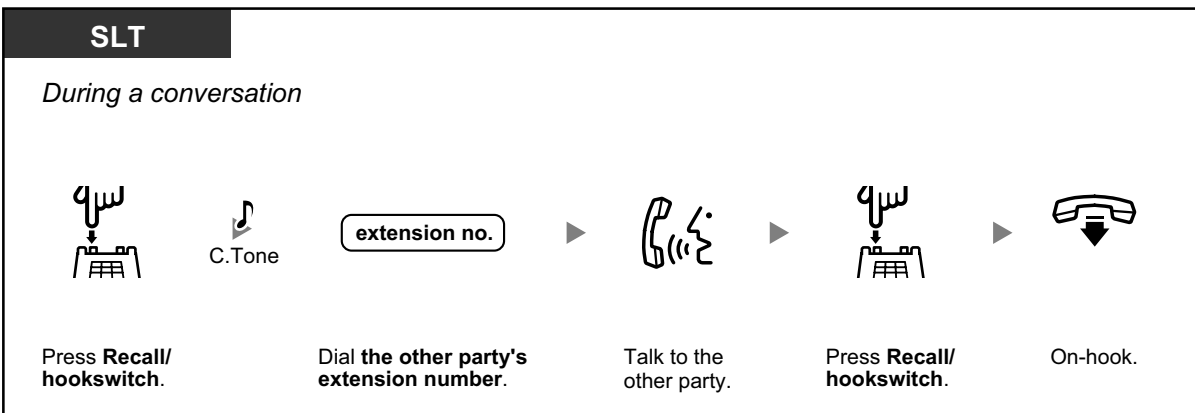 SLT
During a conversation
C.Tone
extension no.
Press Recall/
hookswitch.
Dial the other party's
extension number.
Talk to the
other party.
Press Recall/
hookswitch.
On-hook.